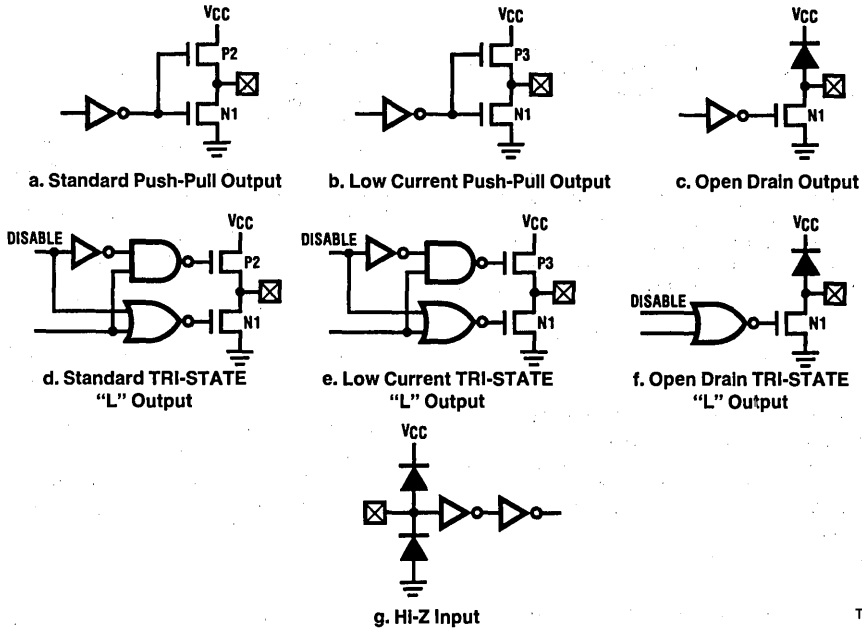 VCC
P2
N1
a. Standard Push-Pull Output
VCC
P3
N1
b. Low Current Push-Pull Output
VCC
N1
c. Open Drain Output
DISABLE
VCC
P2
N1
d. Standard TRI-STATE
“L” Output
DISABLE
VCC
P3
N1
e. Low Current TRI-STATE
“L” Output
DISABLE
VCC
N1
f. Open Drain TRI-STATE
“L” Output
VCC
g. Hi-Z Input
T